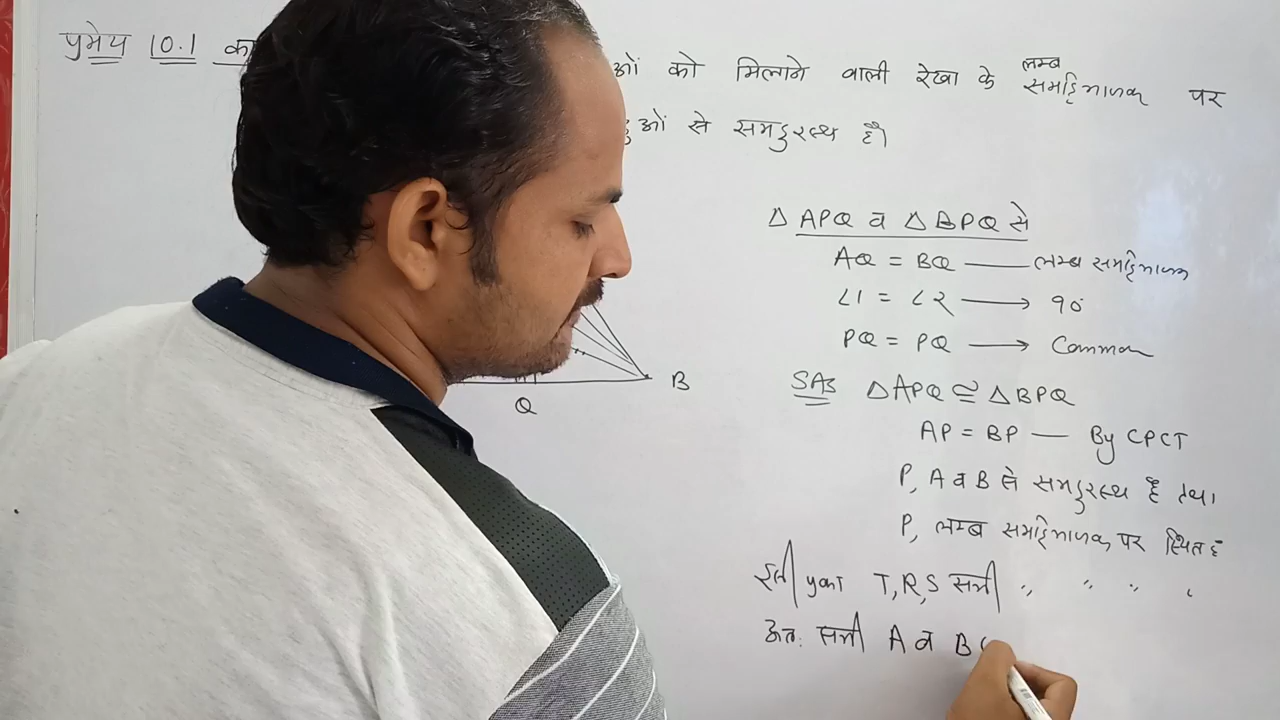 प्रमेय 10.1 का
ओं को मिलाने वाली रेखा के लम्ब समद्विभाजक पर
ओं से समदुरस्थ है।
Δ APQ व Δ BPQ से
AQ = BQ — लम्ब समद्विभाजक
∠1 = ∠2 → 90°
PQ = PQ → Common
SAS ΔAPQ ≅ ΔBPQ
AP = BP — By CPCT
P, A व B से समदुरस्थ है तथा
P, लम्ब समद्विभाजक पर स्थित है
इसी प्रकार T, R, S सभी " " " "
अतः सभी A व B
B
Q